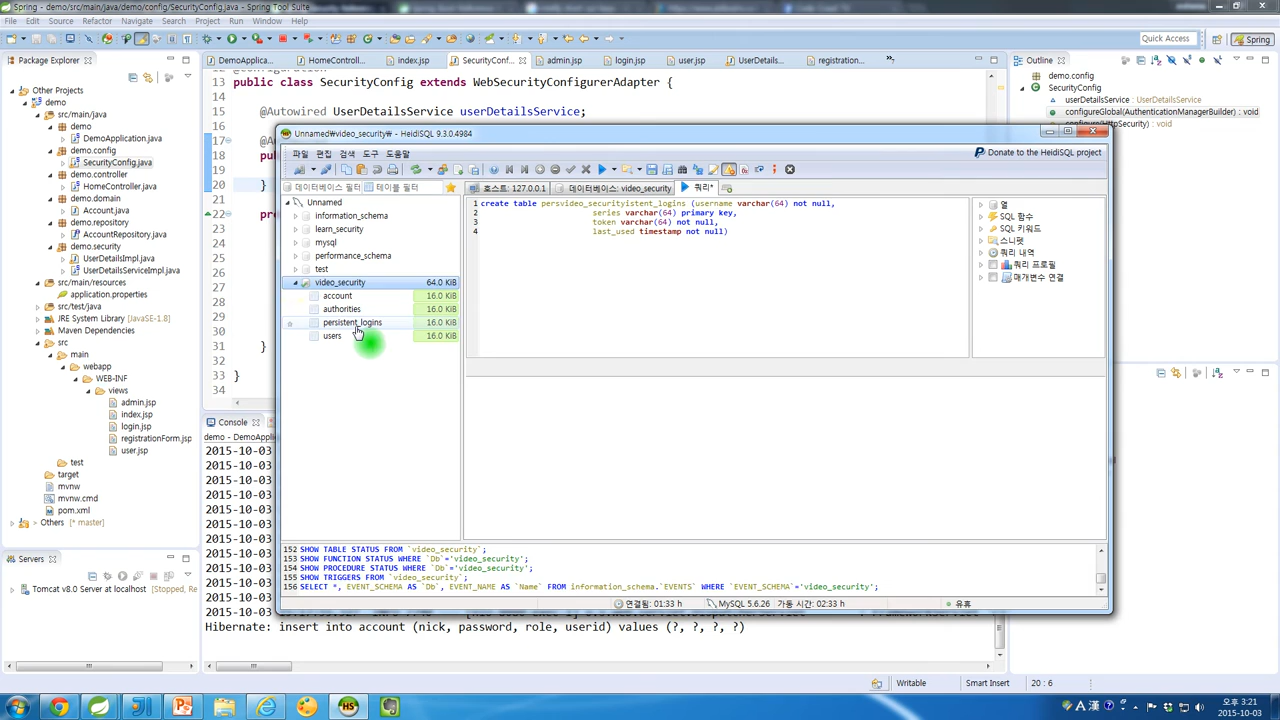 Spring - demo/src/main/java/demo/config/SecurityConfig.java - Spring Tool Suite
File Edit Source Refactor Navigate Search Project Run Window Help
Quick Access
Spring
Package Explorer
Other Projects
demo
src/main/java
demo
DemoApplication.java
demo.config
SecurityConfig.java
demo.controller
HomeController.java
demo.domain
Account.java
demo.repository
AccountRepository.java
demo.security
UserDetailsImpl.java
UserDetailsServiceImpl.java
src/main/resources
application.properties
src/test/java
JRE System Library [JavaSE-1.8]
Maven Dependencies
src
main
webapp
WEB-INF
views
admin.jsp
index.jsp
login.jsp
registrationForm.jsp
user.jsp
test
target
mvnw
mvnw.cmd
pom.xml
Others [* master]
Servers
Tomcat v8.0 Server at localhost [Stopped, Re
DemoApplica... HomeControll... index.jsp SecurityConf... admin.jsp login.jsp user.jsp UserDetails... registration...
13 public class SecurityConfig extends WebSecurityConfigurerAdapter {
14
15 @Autowired UserDetailsService userDetailsService;
16
17 @A
18 pu
19
20 }
21
22 pr
31 }
32
33 }
34
Outline
demo.config
SecurityConfig
userDetailsService : UserDetailsService
configureGlobal(AuthenticationManagerBuilder) : void
Unnamed\video_security\ - HeidiSQL 9.3.0.4984
파일 편집 검색 도구 도움말
Donate to the HeidiSQL project
데이터베이스 필터 테이블 필터
호스트: 127.0.0.1 데이터베이스: video_security 쿼리*
Unnamed
information_schema
learn_security
mysql
performance_schema
test
video_security 64.0 KiB
account 16.0 KiB
authorities 16.0 KiB
persistent_logins 16.0 KiB
users 16.0 KiB
1 create table persvideo_securityistent_logins (username varchar(64) not null,
2 series varchar(64) primary key,
3 token varchar(64) not null,
4 last_used timestamp not null)
열
SQL 함수
SQL 키워드
스니펫
쿼리 내역
쿼리 프로필
매개변수 연결
152 SHOW TABLE STATUS FROM `video_security`;
153 SHOW FUNCTION STATUS WHERE `Db`='video_security';
154 SHOW PROCEDURE STATUS WHERE `Db`='video_security';
155 SHOW TRIGGERS FROM `video_security`;
156 SELECT *, EVENT_SCHEMA AS `Db`, EVENT_NAME AS `Name` FROM information_schema.`EVENTS` WHERE `EVENT_SCHEMA`='video_security';
연결됨: 01:33 h MySQL 5.6.26 가동 시간: 02:33 h 유휴
Console
demo - DemoAppl
2015-10-03
2015-10-03
2015-10-03
2015-10-03
2015-10-03
2015-10-03
2015-10-03
2015-10-03
2015-10-03
2015-10-03
2015-10-03
Hibernate: insert into account (nick, password, role, userid) values (?, ?, ?, ?)
Writable Smart Insert 20 : 6
오후 3:21
2015-10-03